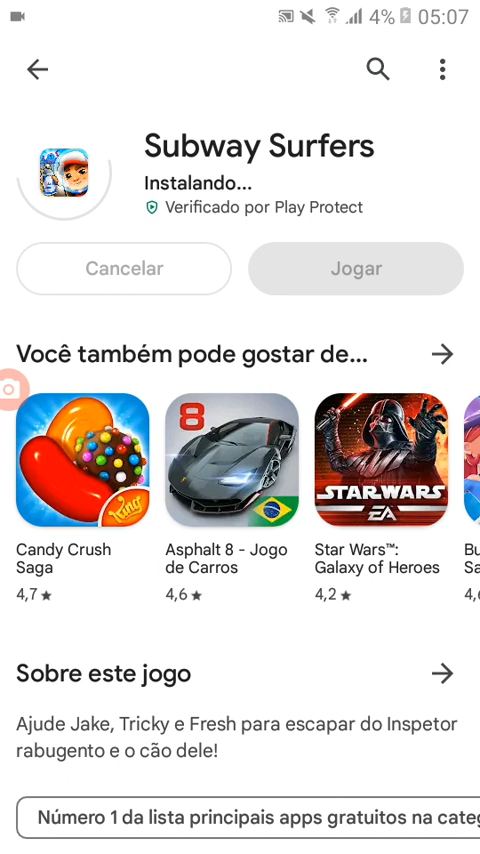 4% 05:07
Subway Surfers
Instalando...
Verificado por Play Protect
Cancelar
Jogar
Você também pode gostar de...
8
King
STAR WARS
EA
Candy Crush
Saga
4,7 ★
Asphalt 8 - Jogo
de Carros
4,6 ★
Star Wars™:
Galaxy of Heroes
4,2 ★
Sobre este jogo
Ajude Jake, Tricky e Fresh para escapar do Inspetor
rabugento e o cão dele!
Número 1 da lista principais apps gratuitos na